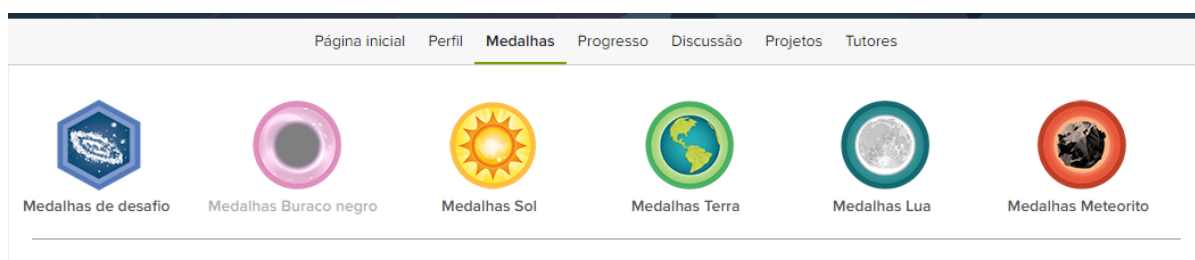 Página inicial Perfil Medalhas Progresso Discussão Projetos Tutores
Medalhas de desafio Medalhas Buraco negro Medalhas Sol Medalhas Terra Medalhas Lua Medalhas Meteorito